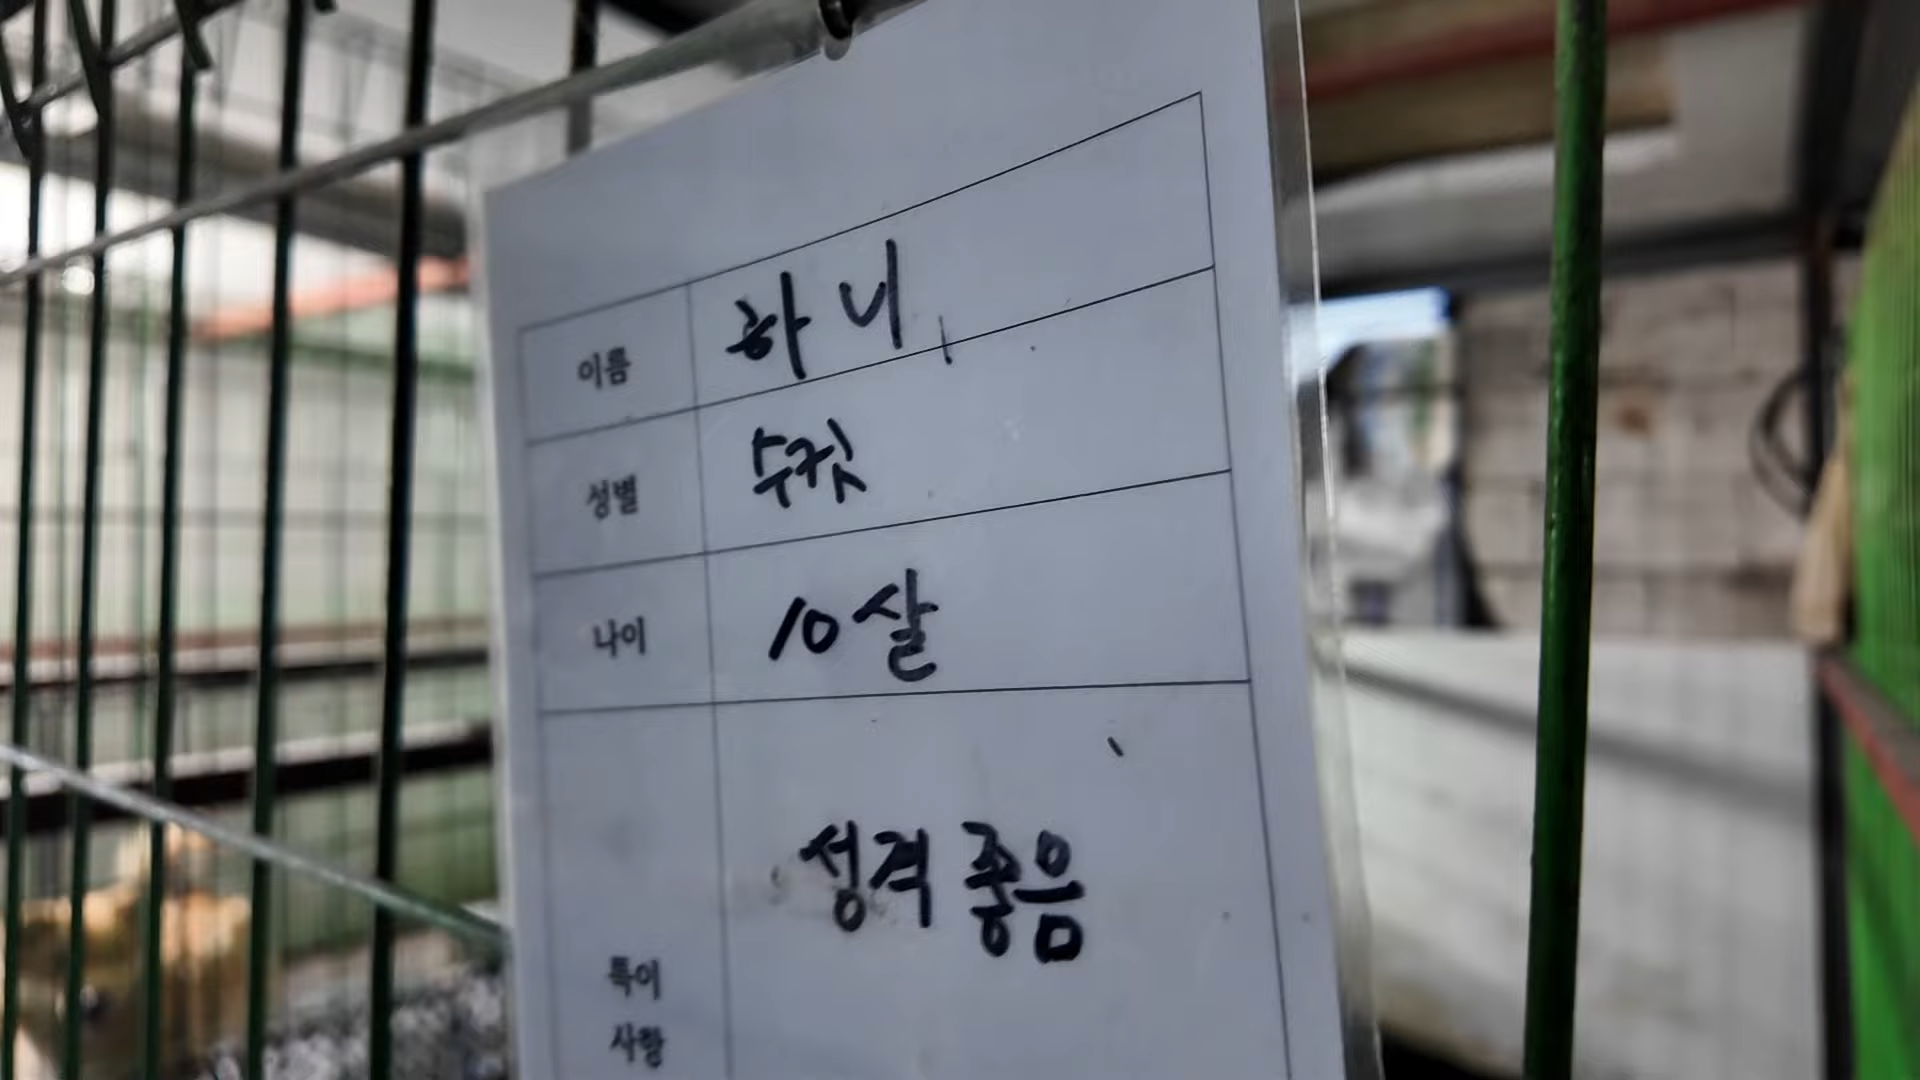 이름 하니
성별 수컷
나이 10살
특이
사항 성격 좋음